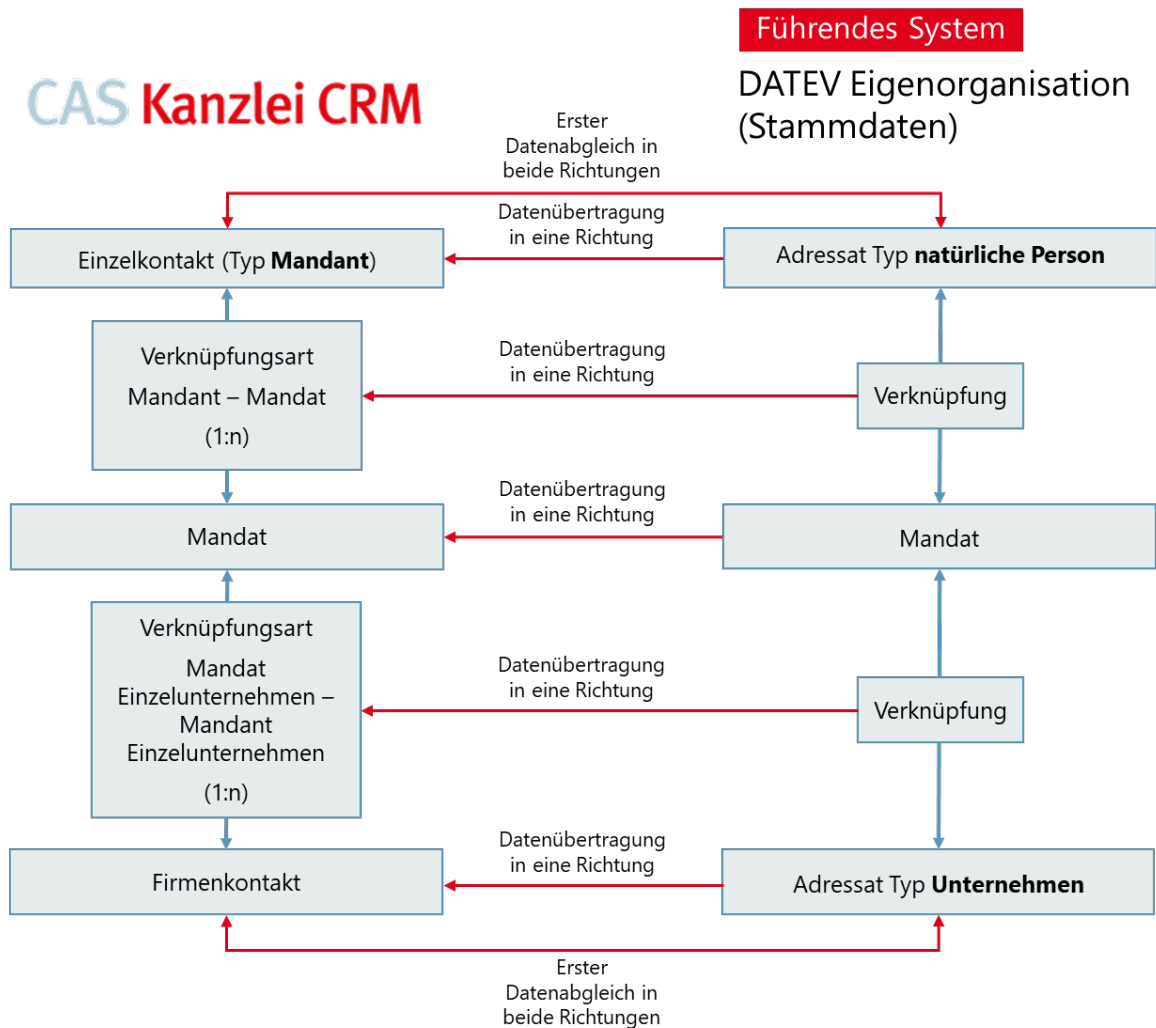 Führendes System
CAS Kanzlei CRM
DATEV Eigenorganisation
(Stammdaten)
Erster
Datenabgleich in
beide Richtungen
Datenübertragung
in eine Richtung
Einzelkontakt (Typ Mandant)
Adressat Typ natürliche Person
Verknüpfungsart
Mandant – Mandat
(1:n)
Datenübertragung
in eine Richtung
Verknüpfung
Datenübertragung
in eine Richtung
Mandat
Mandat
Verknüpfungsart
Mandat
Einzelunternehmen –
Mandant
Einzelunternehmen
(1:n)
Datenübertragung
in eine Richtung
Verknüpfung
Datenübertragung
in eine Richtung
Firmenkontakt
Adressat Typ Unternehmen
Erster
Datenabgleich in
beide Richtungen